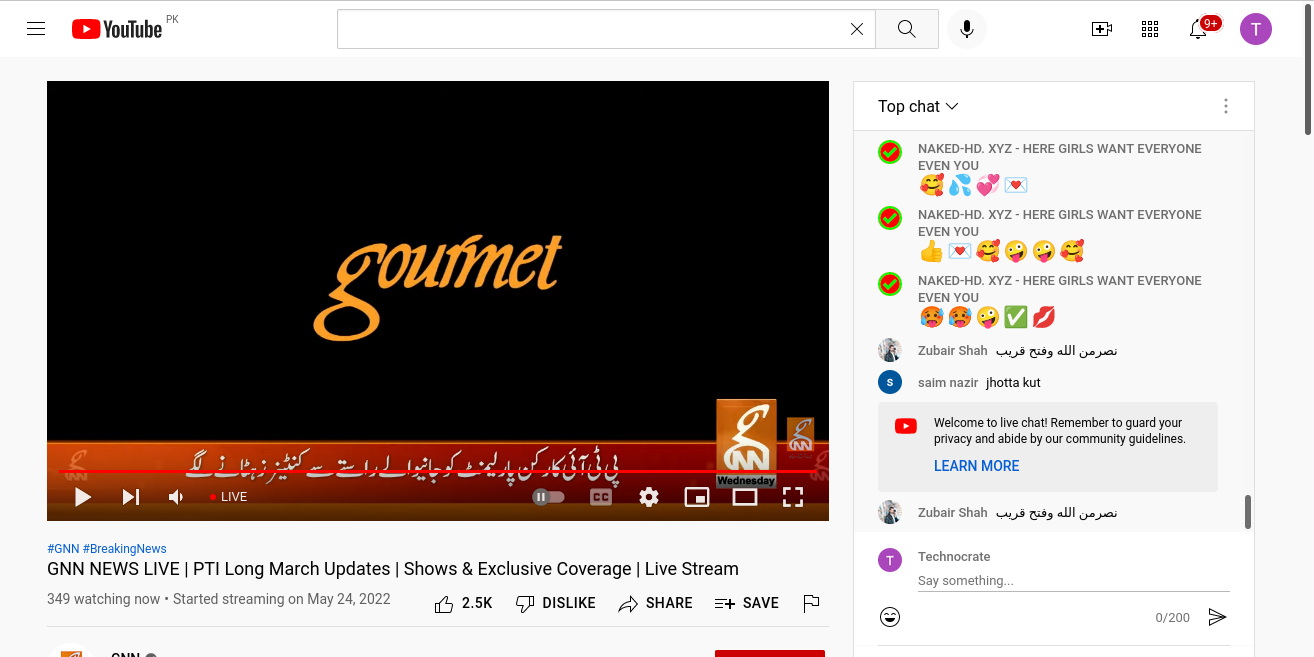 YouTube PK
9+
T
gourmet
پی ٹی آئی کارکن پارلیمنٹ کو جانیوالے راستے سے کنٹینرز ہٹانے لگے
GNN
Wednesday
LIVE
CC
#GNN #BreakingNews
GNN NEWS LIVE | PTI Long March Updates | Shows & Exclusive Coverage | Live Stream
349 watching now • Started streaming on May 24, 2022
2.5K DISLIKE SHARE SAVE
GNN
Top chat
NAKED-HD. XYZ - HERE GIRLS WANT EVERYONE
EVEN YOU
🥰💦💞💌
NAKED-HD. XYZ - HERE GIRLS WANT EVERYONE
EVEN YOU
👍💌🥰🤪🤪🥰
NAKED-HD. XYZ - HERE GIRLS WANT EVERYONE
EVEN YOU
🥵🥵🤪✅💋
Zubair Shah نصرمن الله وفتح قريب
S saim nazir jhotta kut
Welcome to live chat! Remember to guard your
privacy and abide by our community guidelines.
LEARN MORE
Zubair Shah نصرمن الله وفتح قريب
T Technocrate
Say something...
0/200